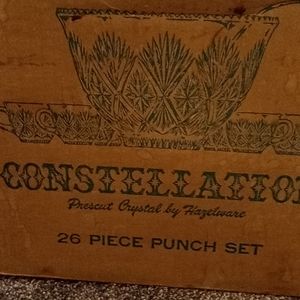 CONSTELLATIO
Prescut Crystal by Hazelware
26 PIECE PUNCH SET